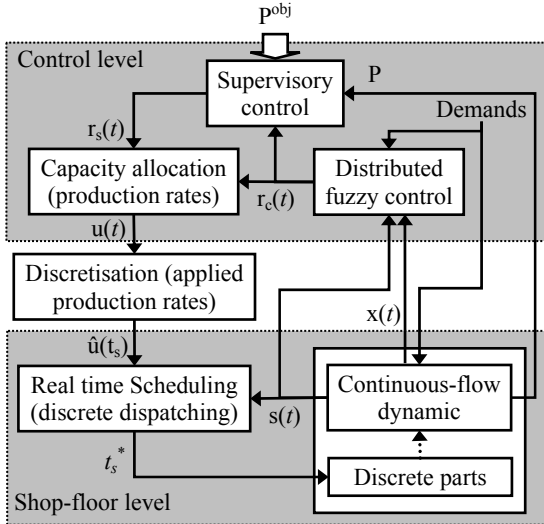 P^obj
Control level
Supervisory
control
P
Demands
r_s(t)
Capacity allocation
(production rates)
r_c(t)
Distributed
fuzzy control
u(t)
Discretisation (applied
production rates)
x(t)
û(t_s)
Real time Scheduling
(discrete dispatching)
s(t)
Continuous-flow
dynamic
t_s^*
Discrete parts
Shop-floor level